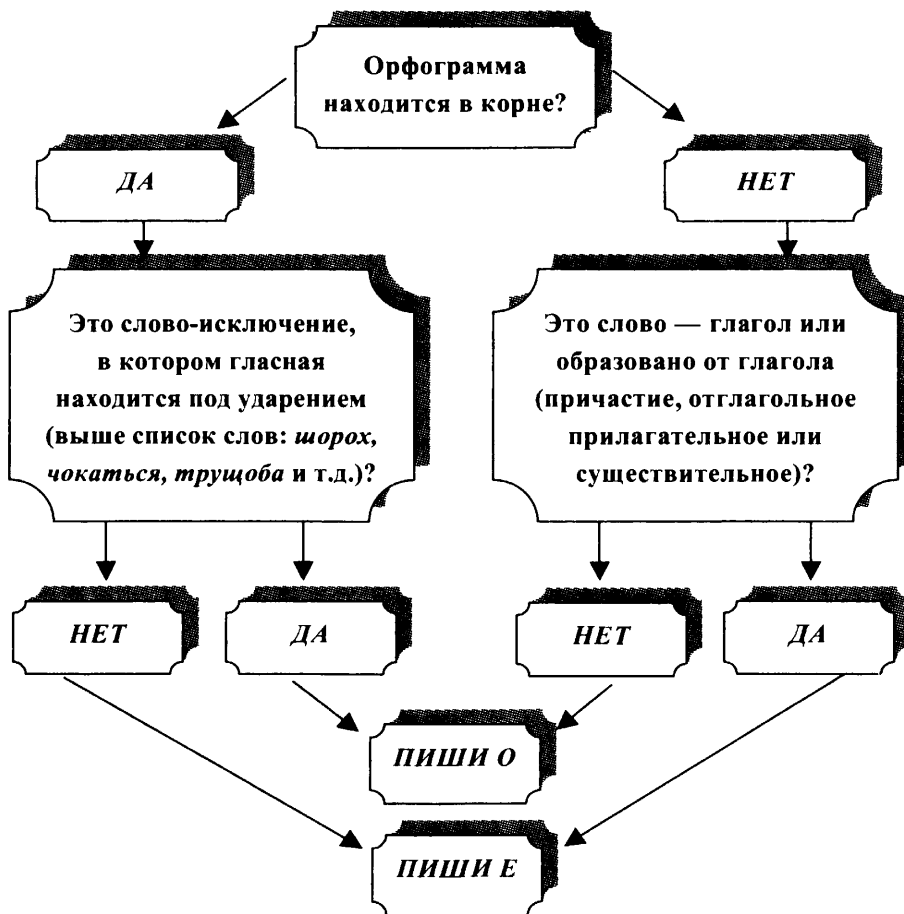 Орфограмма
находится в корне?
ДА
НЕТ
Это слово-исключение,
в котором гласная
находится под ударением
(выше список слов: шорох,
чокаться, трущоба и т.д.)?
Это слово — глагол или
образовано от глагола
(причастие, отглагольное
прилагательное или
существительное)?
НЕТ
ДА
НЕТ
ДА
ПИШИ О
ПИШИ Е